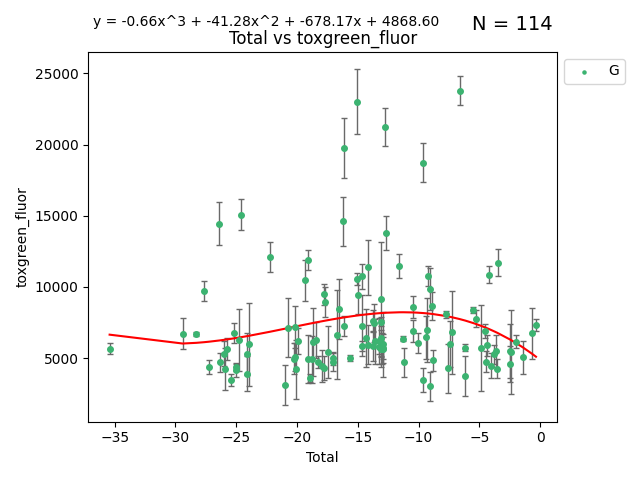 y = -0.66x^3 + -41.28x^2 + -678.17x + 4868.60
N = 114
Total vs toxgreen_fluor
G
toxgreen_fluor
25000
20000
15000
10000
5000
−35 −30 −25 −20 −15 −10 −5 0
Total